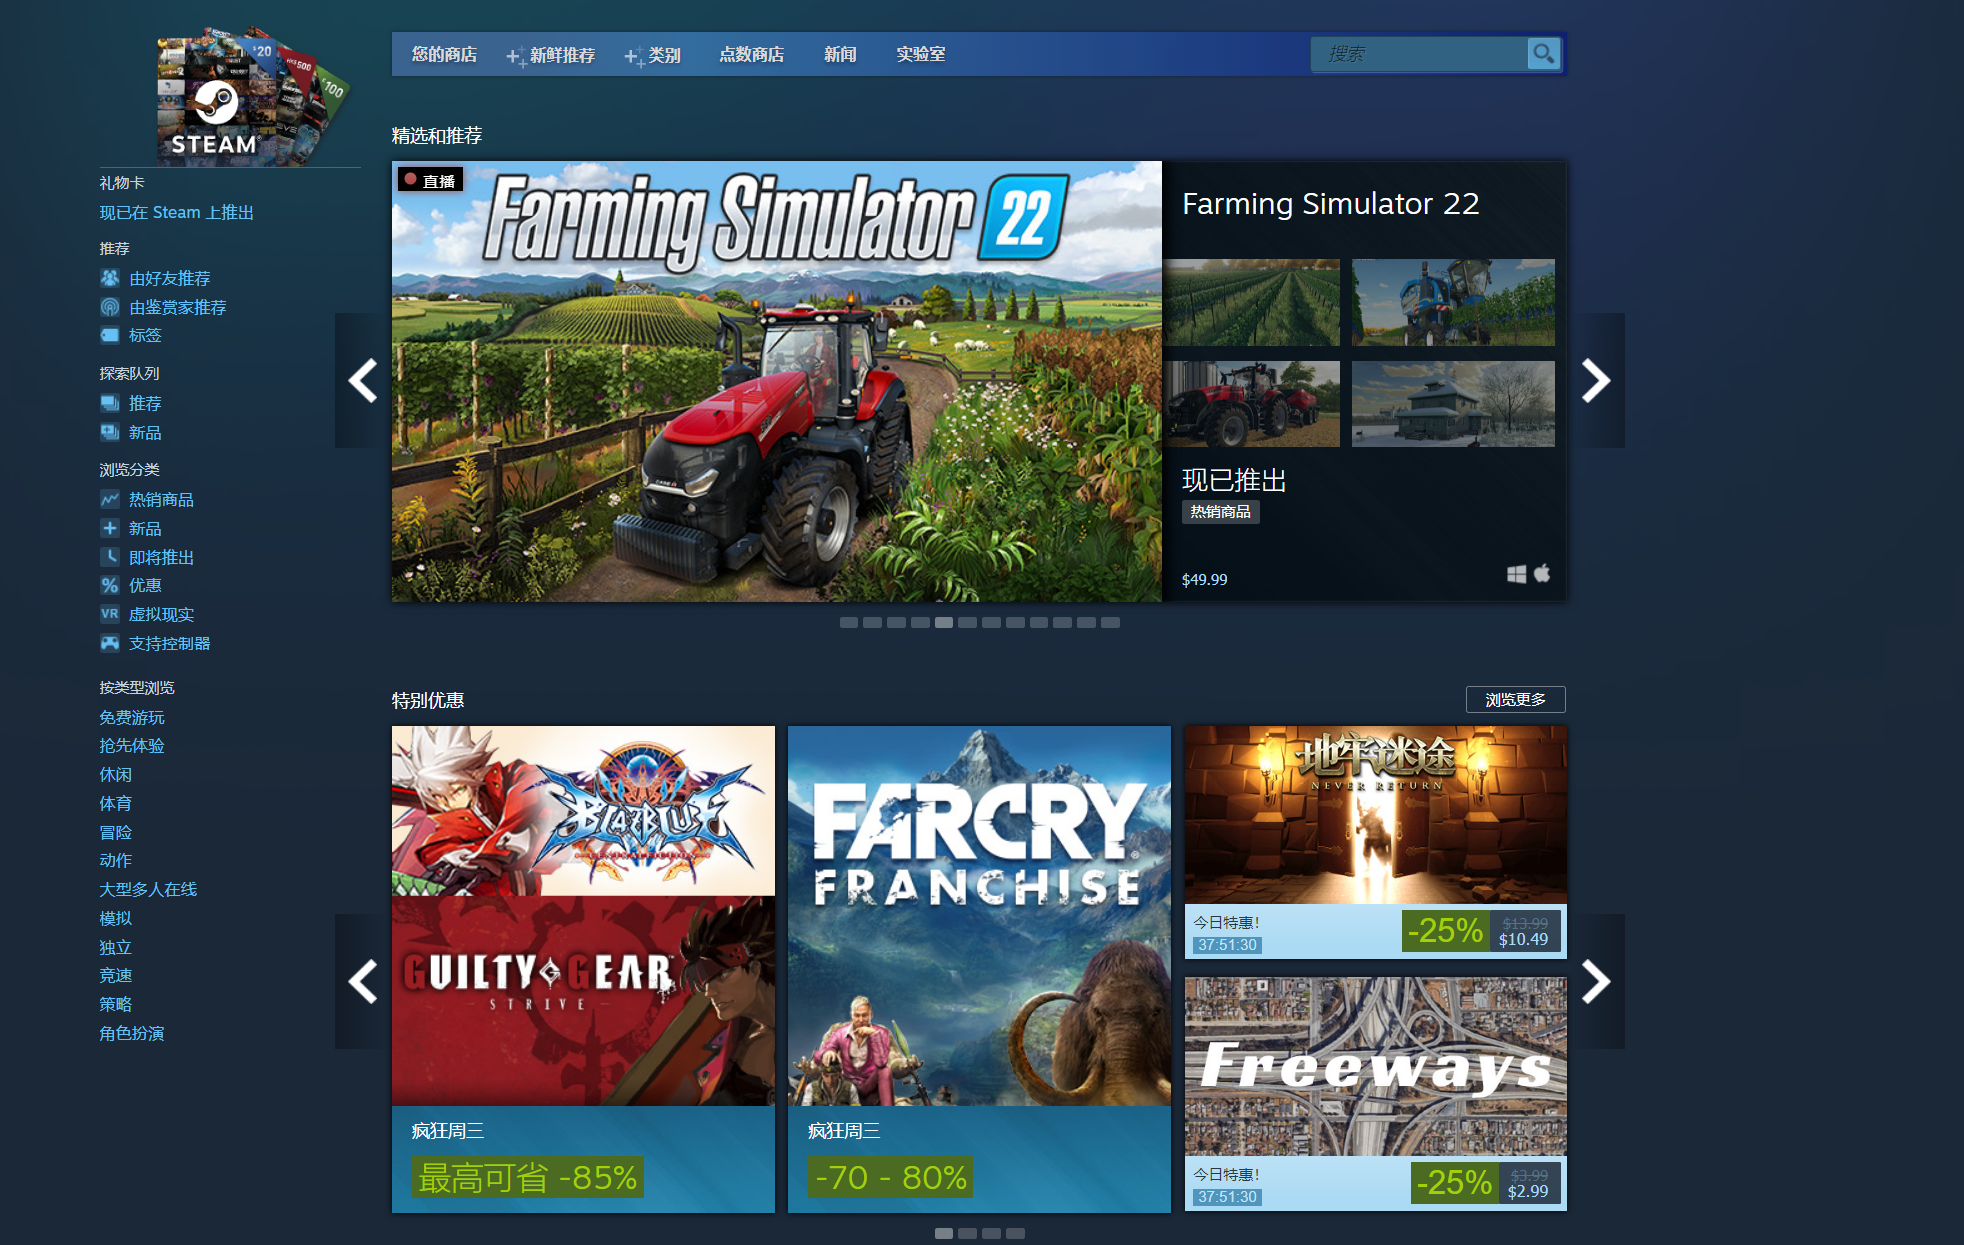 $20
HK$500
€100
STEAM
您的商店
新鲜推荐
类别
点数商店
新闻
实验室
搜索
礼物卡
现已在 Steam 上推出
推荐
由好友推荐
由鉴赏家推荐
标签
探索队列
推荐
新品
浏览分类
热销商品
新品
即将推出
优惠
VR 虚拟现实
支持控制器
按类型浏览
免费游玩
抢先体验
休闲
体育
冒险
动作
大型多人在线
模拟
独立
竞速
策略
角色扮演
精选和推荐
直播
Farming Simulator 22
Farming Simulator 22
现已推出
热销商品
$49.99
特别优惠
浏览更多
BLAZBLUE
CENTRALFICTION
GUILTY GEAR
STRIVE
疯狂周三
最高可省 -85%
FARCRY
FRANCHISE
疯狂周三
-70 - 80%
地牢迷途
NEVER RETURN
今日特惠!
37:51:30
-25%
$13.99
$10.49
Freeways
今日特惠!
37:51:30
-25%
$3.99
$2.99